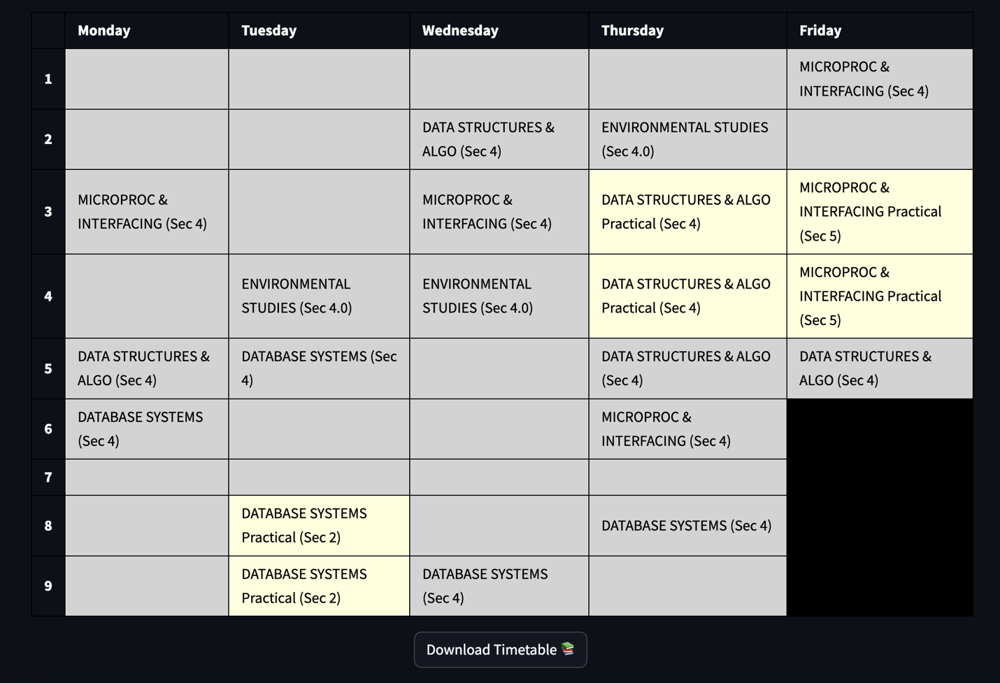 Monday Tuesday Wednesday Thursday Friday
1
MICROPROC &
INTERFACING (Sec 4)
2
DATA STRUCTURES &
ALGO (Sec 4)
ENVIRONMENTAL STUDIES
(Sec 4.0)
3
MICROPROC &
INTERFACING (Sec 4)
MICROPROC &
INTERFACING (Sec 4)
DATA STRUCTURES & ALGO
Practical (Sec 4)
MICROPROC &
INTERFACING Practical
(Sec 5)
4
ENVIRONMENTAL
STUDIES (Sec 4.0)
ENVIRONMENTAL
STUDIES (Sec 4.0)
DATA STRUCTURES & ALGO
Practical (Sec 4)
MICROPROC &
INTERFACING Practical
(Sec 5)
5
DATA STRUCTURES &
ALGO (Sec 4)
DATABASE SYSTEMS (Sec
4)
DATA STRUCTURES & ALGO
(Sec 4)
DATA STRUCTURES &
ALGO (Sec 4)
6
DATABASE SYSTEMS
(Sec 4)
MICROPROC &
INTERFACING (Sec 4)
7
8
DATABASE SYSTEMS
Practical (Sec 2)
DATABASE SYSTEMS (Sec 4)
9
DATABASE SYSTEMS
Practical (Sec 2)
DATABASE SYSTEMS
(Sec 4)
Download Timetable 📚